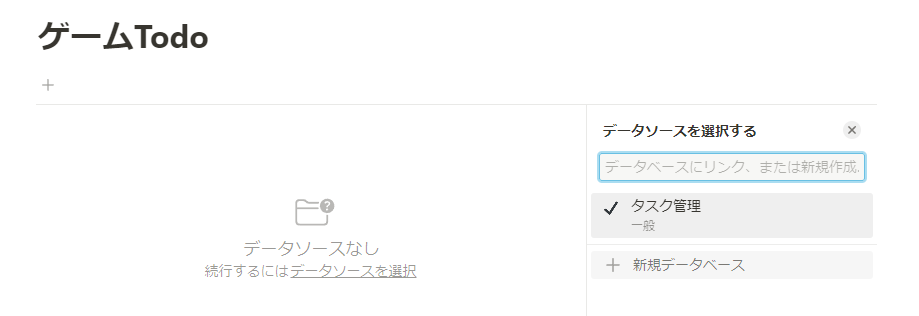 ゲームTodo
データソースを選択する
データベースにリンク、または新規作成
タスク管理
一般
新規データベース
データソースなし
続行するにはデータソースを選択